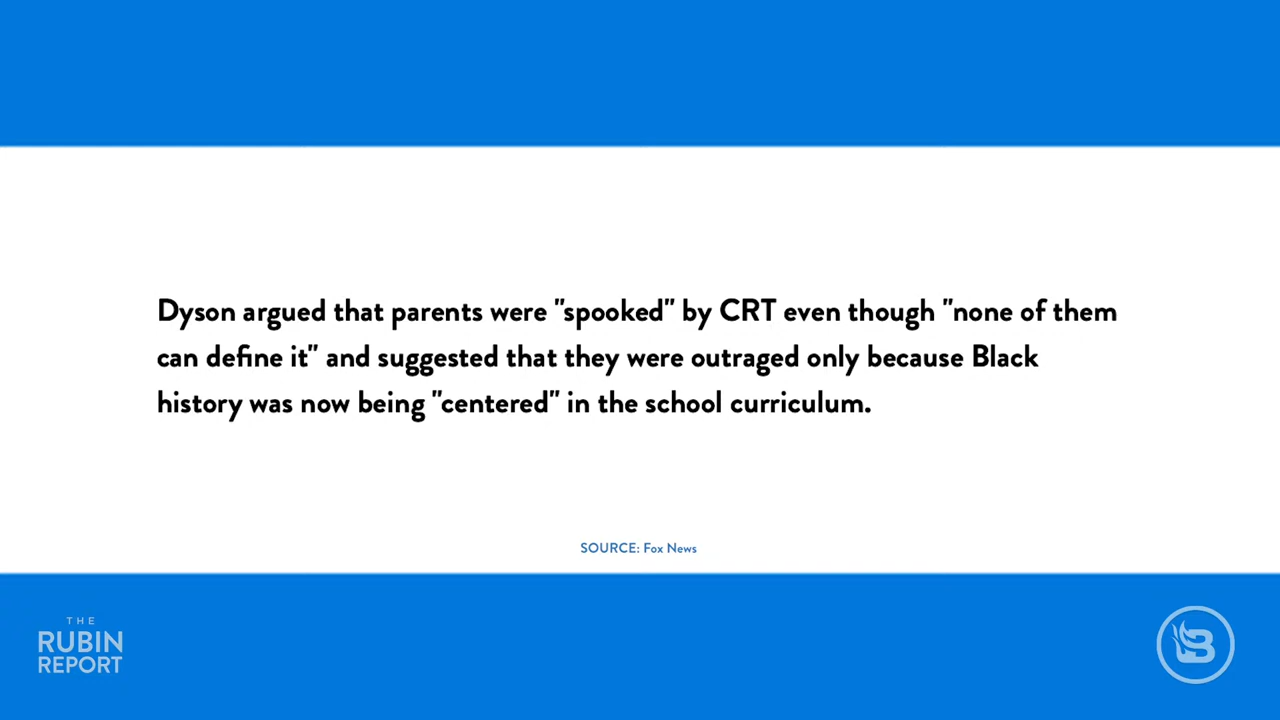 Dyson argued that parents were "spooked" by CRT even though "none of them
can define it" and suggested that they were outraged only because Black
history was now being "centered" in the school curriculum.
SOURCE: Fox News
THE
RUBIN
REPORT
B